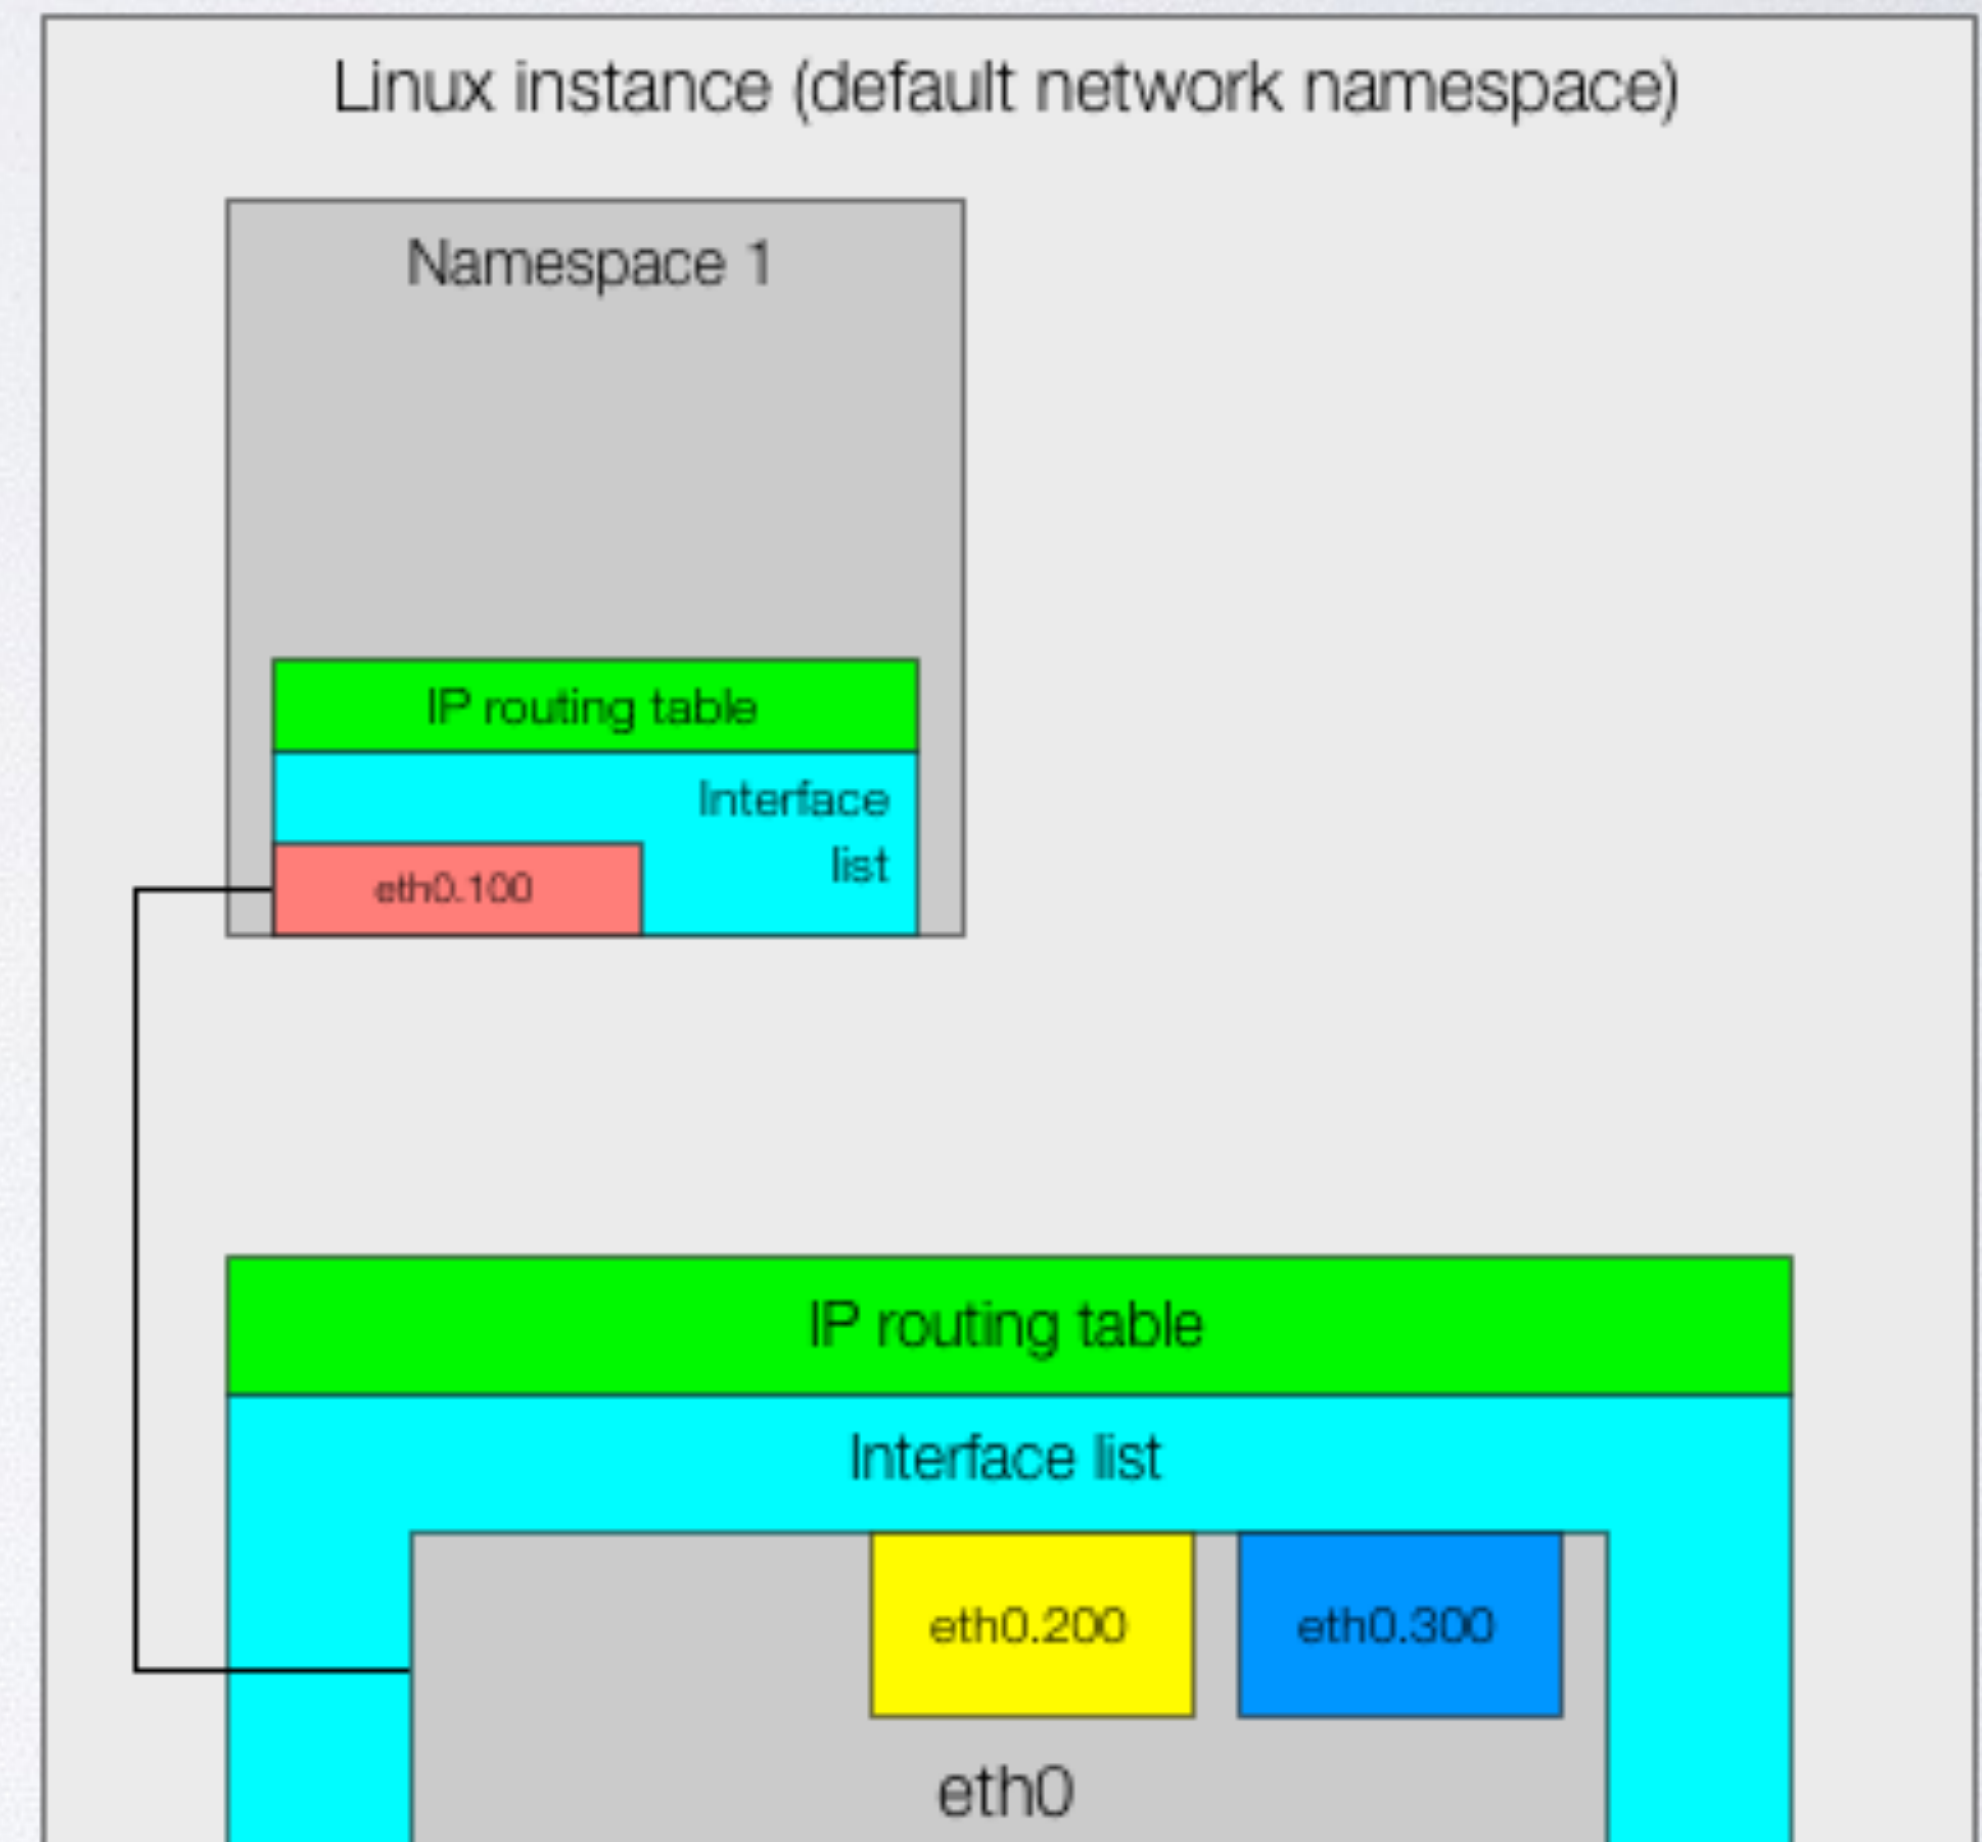 Linux instance (default network namespace)
Namespace 1
IP routing table
Interface
list
eth0.100
IP routing table
Interface list
eth0.200
eth0.300
eth0